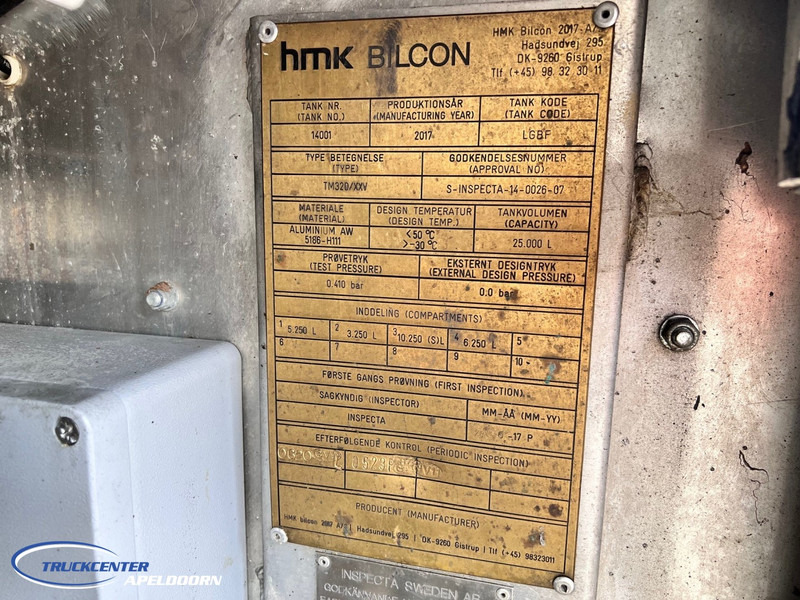 hmk BILCON
HMK Bilcon 2017 A/S
Hadsundvej 295
DK-9260 Gistrup
Tlf (+45) 98 32 30 11
TANK NR.
(TANK NO.)
PRODUKTIONSÅR
(MANUFACTURING YEAR)
TANK KODE
(TANK CODE)
14001
2017
LGBF
TYPE BETEGNELSE
(TYPE)
GODKENDELSESNUMMER
(APPROVAL NO)
TM320/XXV
S-INSPECTA-14-0026-07
MATERIALE
(MATERIAL)
DESIGN TEMPERATUR
(DESIGN TEMP.)
TANKVOLUMEN
(CAPACITY)
ALUMINIUM AW
5186-H111
<50 °C
>-30 °C
25.000 L
PRØVETRYK
(TEST PRESSURE)
EKSTERNT DESIGNTRYK
(EXTERNAL DESIGN PRESSURE)
0.410 bar
0.0 bar
INDDELING (COMPARTMENTS)
1 5.250 L 2 3.250 L 3 10.250 (S)L 4 6.250 L 5
6 7 8 9 10
FØRSTE GANGS PRØVNING (FIRST INSPECTION)
SAGKYNDIG (INSPECTOR)
MM-ÅÅ (MM-YY)
INSPECTA
-17 P
EFTERFØLGENDE KONTROL (PERIODIC INSPECTION)
PRODUCENT (MANUFACTURER)
HMK bilcon 2017 A/S | Hadsundvej 295 | DK-9260 Gistrup | Tlf (+45) 98323011
INSPECTA SWEDEN AB
TRUCKCENTER
APELDOORN